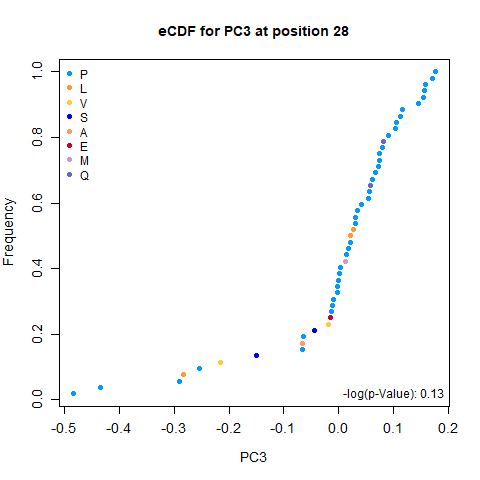 eCDF for PC3 at position 28
Frequency
1.0
0.8
0.6
0.4
0.2
0.0
P
L
V
S
A
E
M
Q
-log(p-Value): 0.13
-0.5 -0.4 -0.3 -0.2 -0.1 0.0 0.1 0.2
PC3